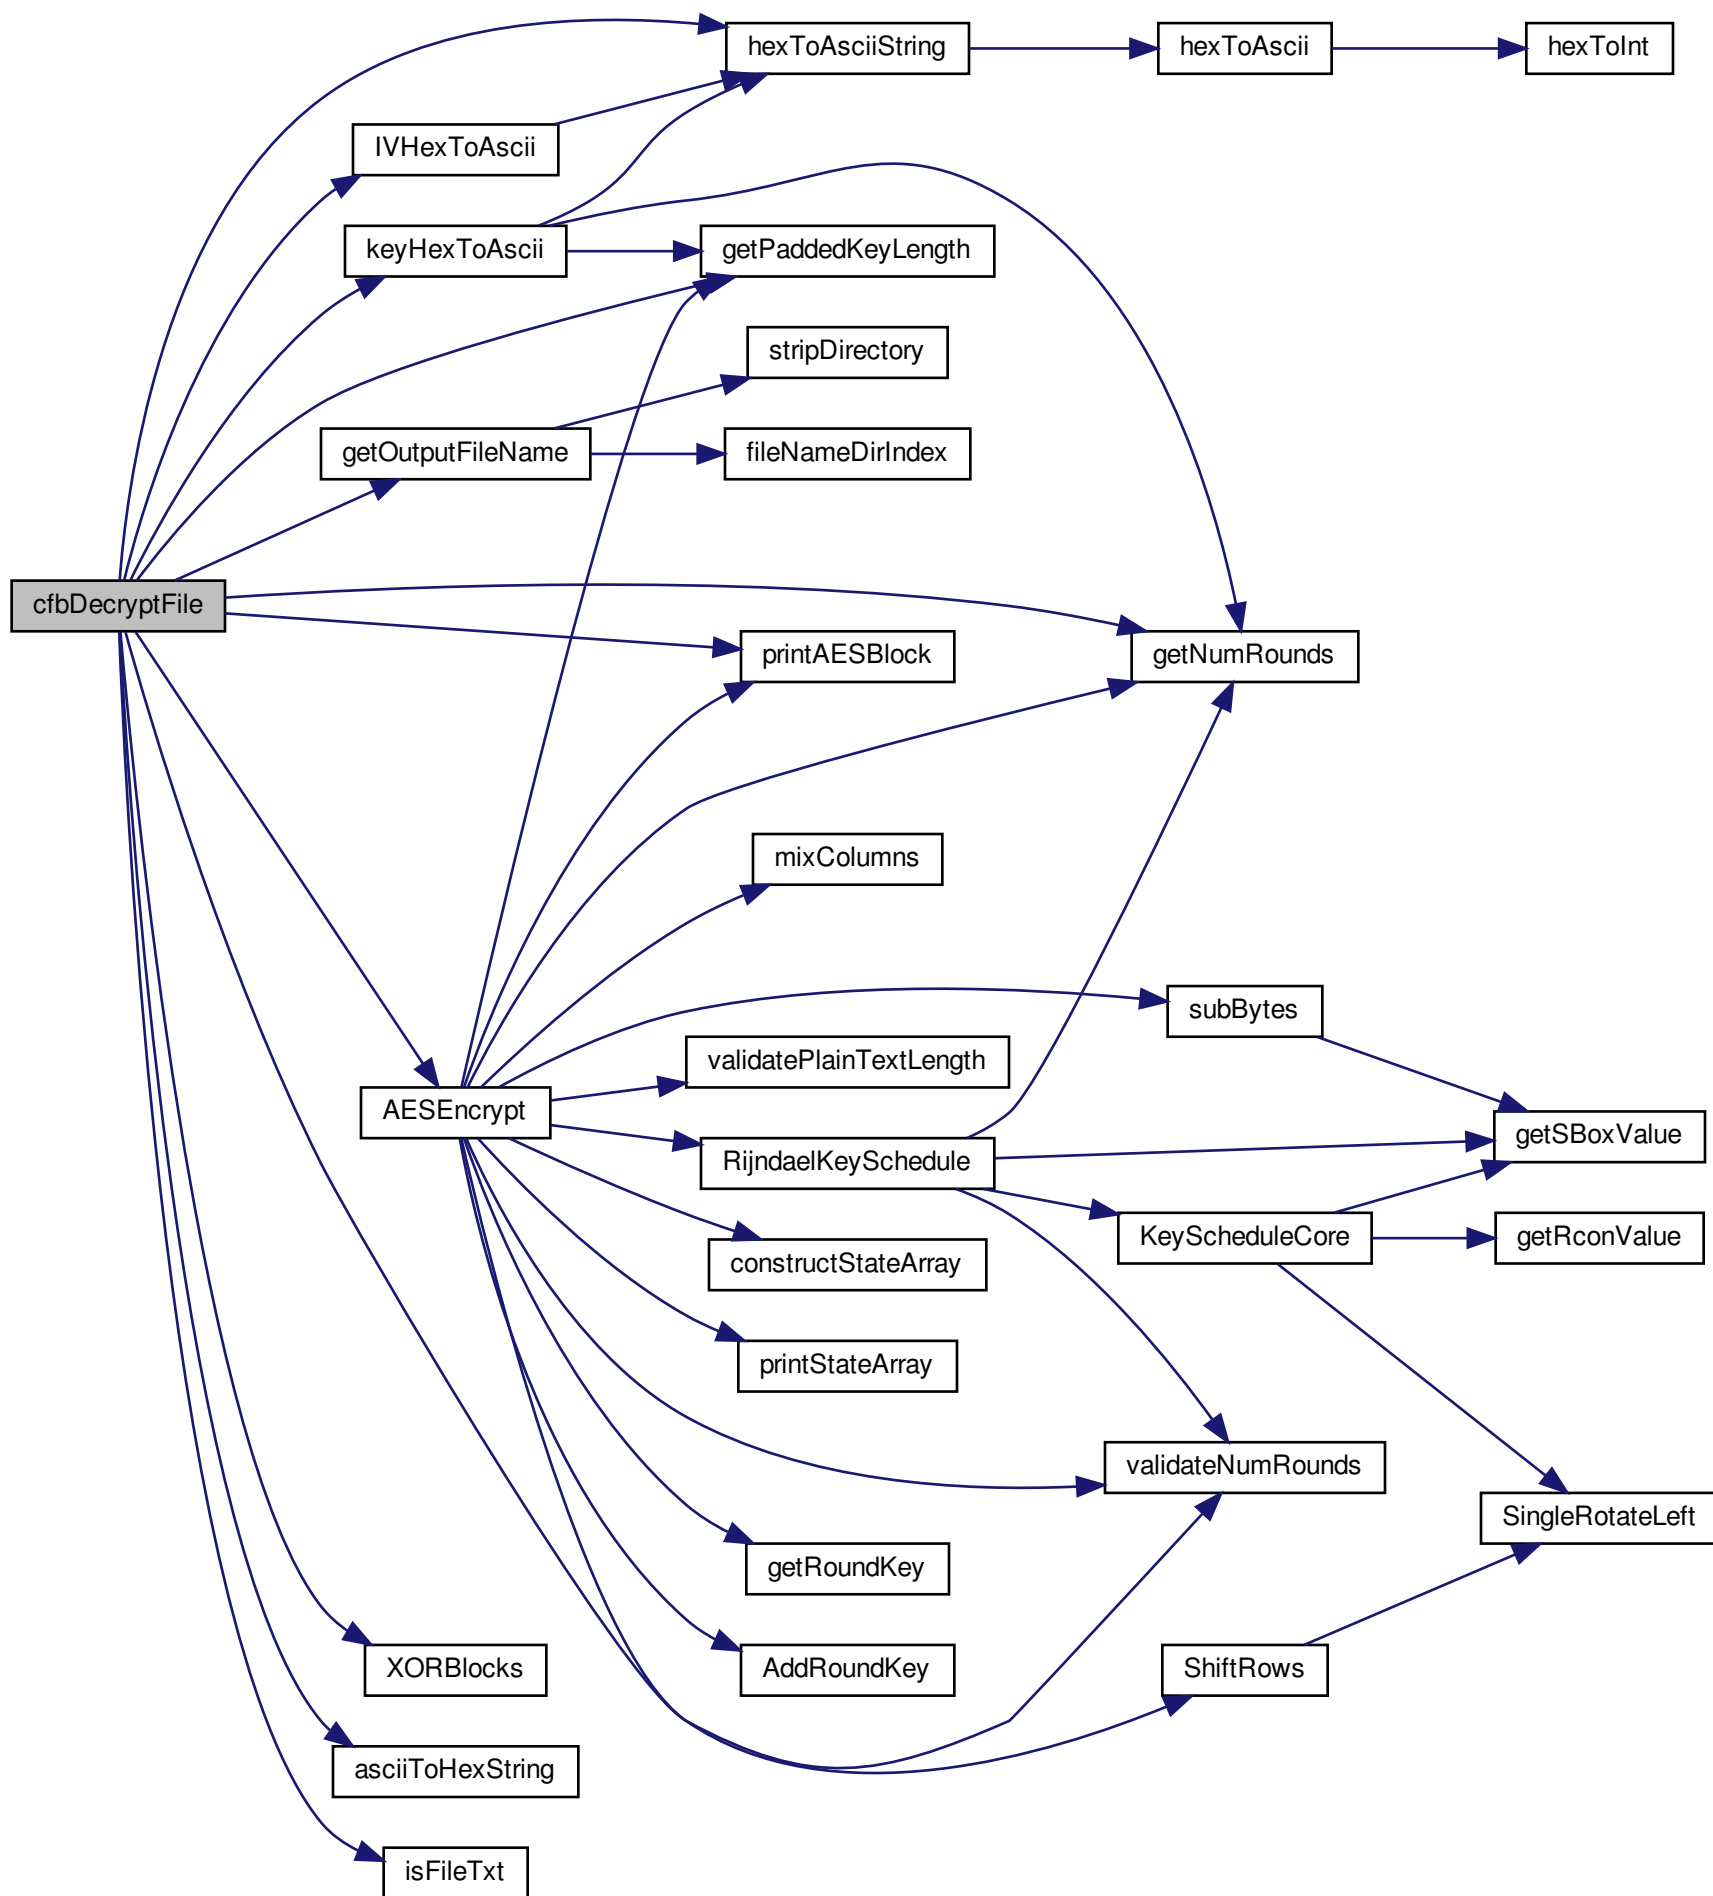 hexToAsciiString
hexToAscii
hexToInt
IVHexToAscii
keyHexToAscii
getPaddedKeyLength
stripDirectory
getOutputFileName
fileNameDirIndex
cfbDecryptFile
printAESBlock
getNumRounds
mixColumns
subBytes
validatePlainTextLength
AESEncrypt
getSBoxValue
RijndaelKeySchedule
KeyScheduleCore
getRconValue
constructStateArray
printStateArray
validateNumRounds
SingleRotateLeft
getRoundKey
XORBlocks
AddRoundKey
ShiftRows
asciiToHexString
isFileTxt